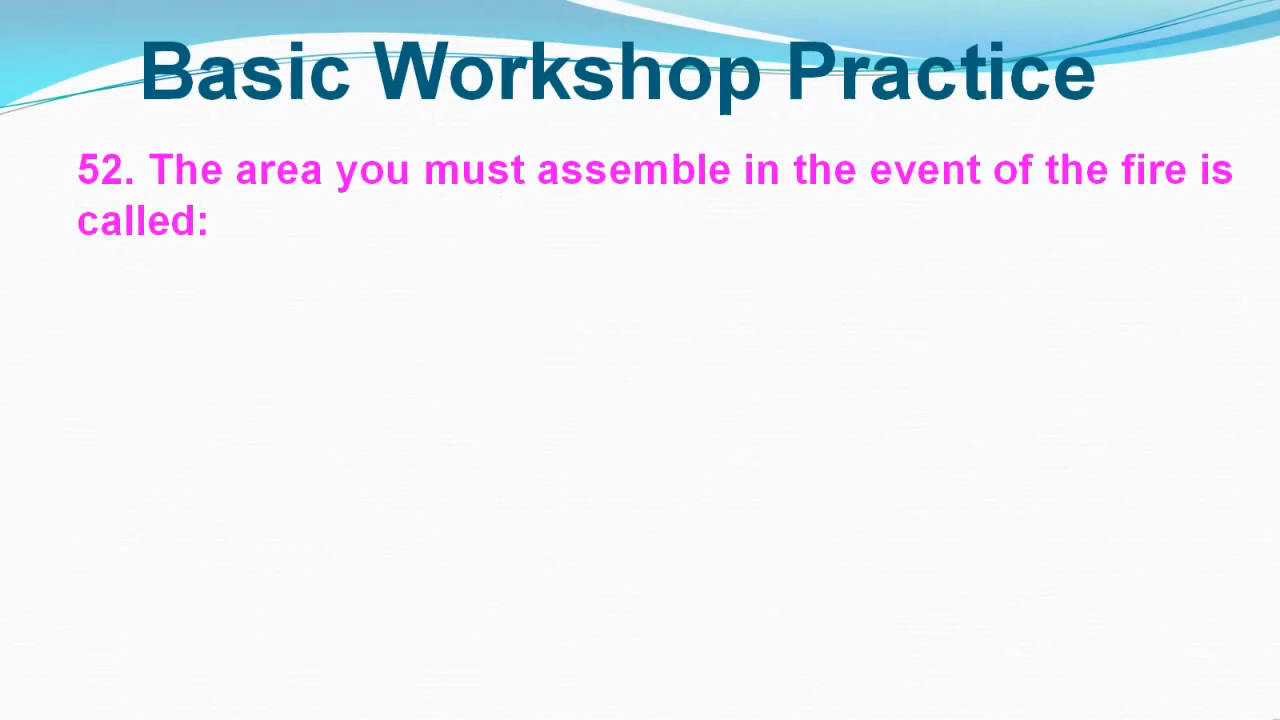 Basic Workshop Practice
52. The area you must assemble in the event of the fire is
called: